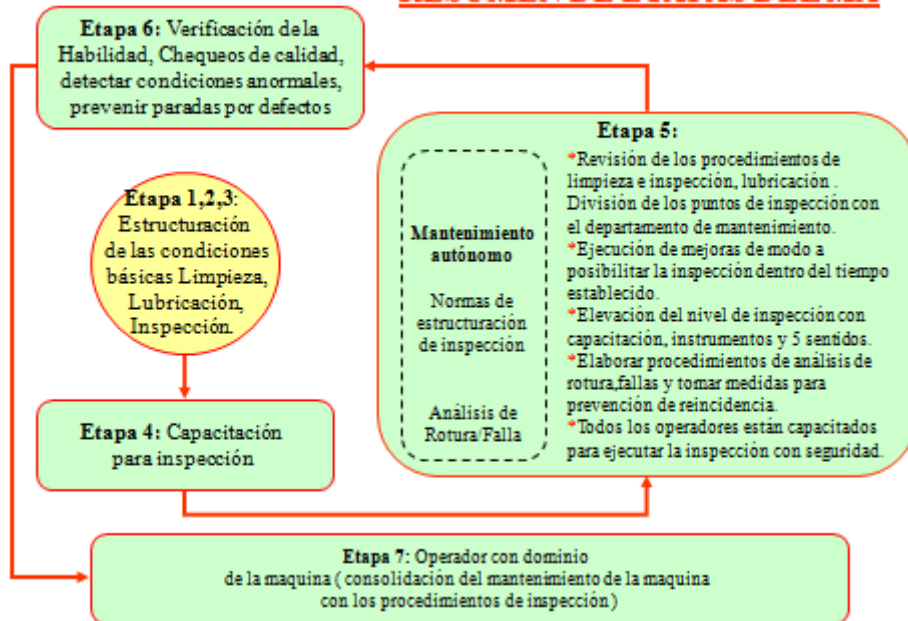 RESUMEN DE ETAPAS DEL MA
Etapa 6: Verificación de la
Habilidad, Chequeos de calidad,
detectar condiciones anormales,
prevenir paradas por defectos
Etapa 1,2,3:
Estructuración
de las condiciones
básicas Limpieza,
Lubricación,
Inspección.
Etapa 4: Capacitación
para inspección
Etapa 5:
Mantenimiento
autónomo
Normas de
estructuración
de inspección
Análisis de
Rotura/Falla
*Revisión de los procedimientos de
limpieza e inspección, lubricación .
División de los puntos de inspección con
el departamento de mantenimiento.
*Ejecución de mejoras de modo a
posibilitar la inspección dentro del tiempo
establecido.
*Elevación del nivel de inspección con
capacitación, instrumentos y 5 sentidos.
*Elaborar procedimientos de análisis de
rotura,fallas y tomar medidas para
prevención de reincidencia.
*Todos los operadores están capacitados
para ejecutar la inspección con seguridad.
Etapa 7: Operador con dominio
de la maquina ( consolidación del mantenimiento de la maquina
con los procedimientos de inspección )